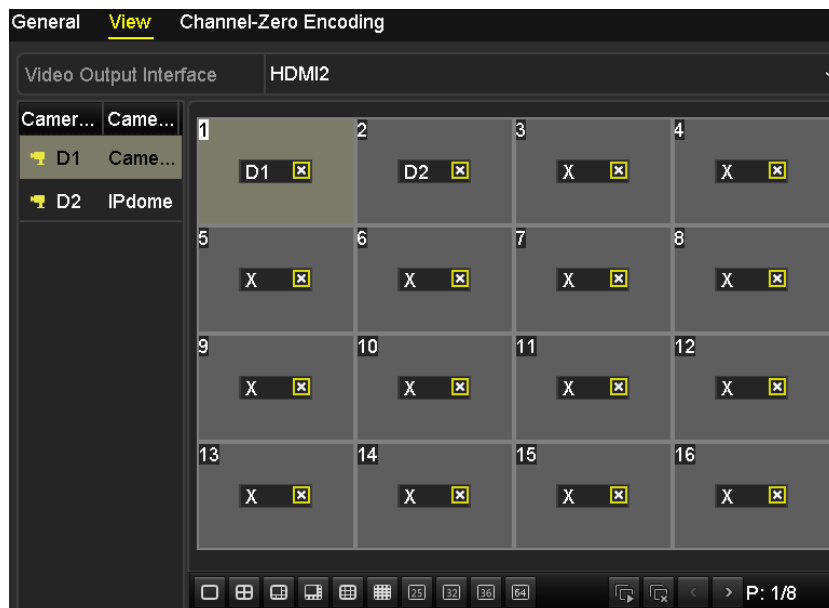 General View Channel-Zero Encoding
Video Output Interface HDMI2
Camer... Came...
D1 Came...
D2 IPdome
1 2 3 4
D1 D2 X X
5 6 7 8
X X X X
9 10 11 12
X X X X
13 14 15 16
X X X X
25 32 36 64 P: 1/8